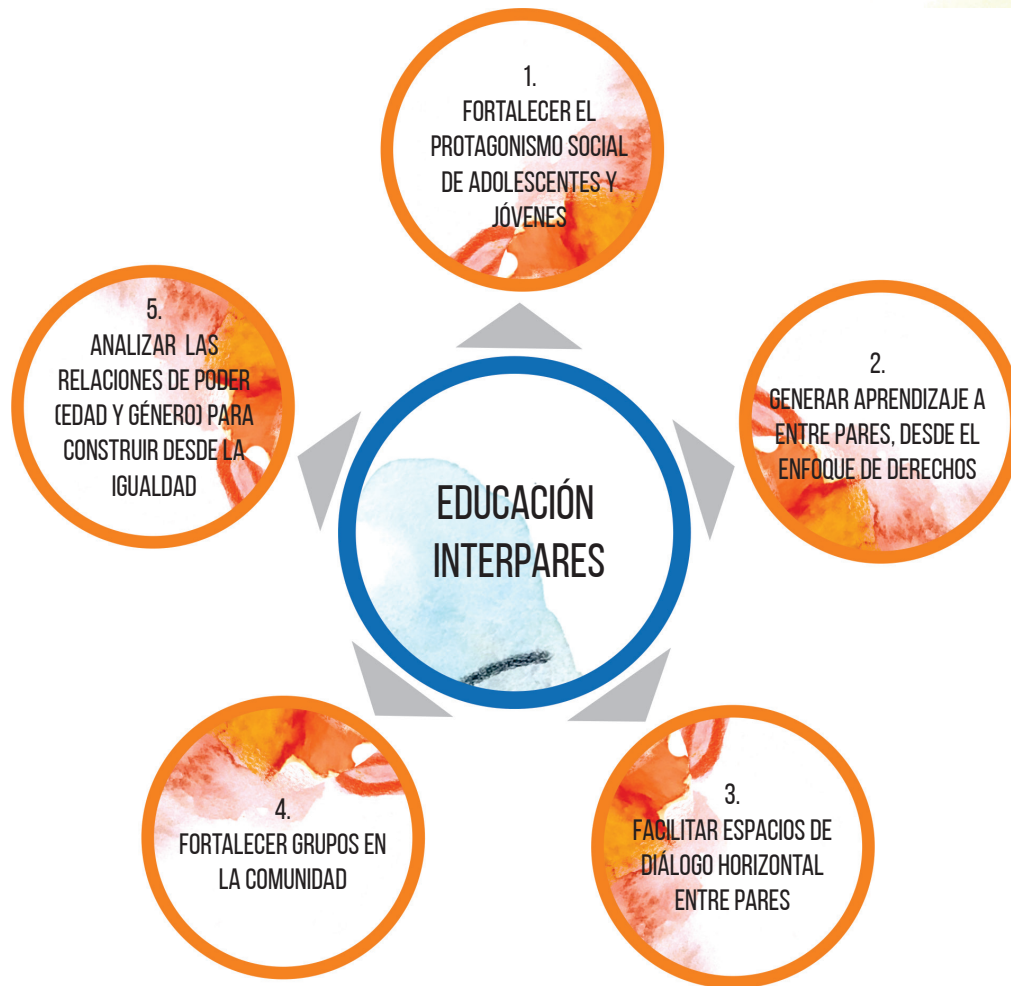 1.
FORTALECER EL
PROTAGONISMO SOCIAL
DE ADOLESCENTES Y
JÓVENES
2.
GENERAR APRENDIZAJE A
ENTRE PARES, DESDE EL
ENFOQUE DE DERECHOS
3.
FACILITAR ESPACIOS DE
DIÁLOGO HORIZONTAL
ENTRE PARES
4.
FORTALECER GRUPOS EN
LA COMUNIDAD
5.
ANALIZAR LAS
RELACIONES DE PODER
(EDAD Y GÉNERO) PARA
CONSTRUIR DESDE LA
IGUALDAD
EDUCACIÓN
INTERPARES